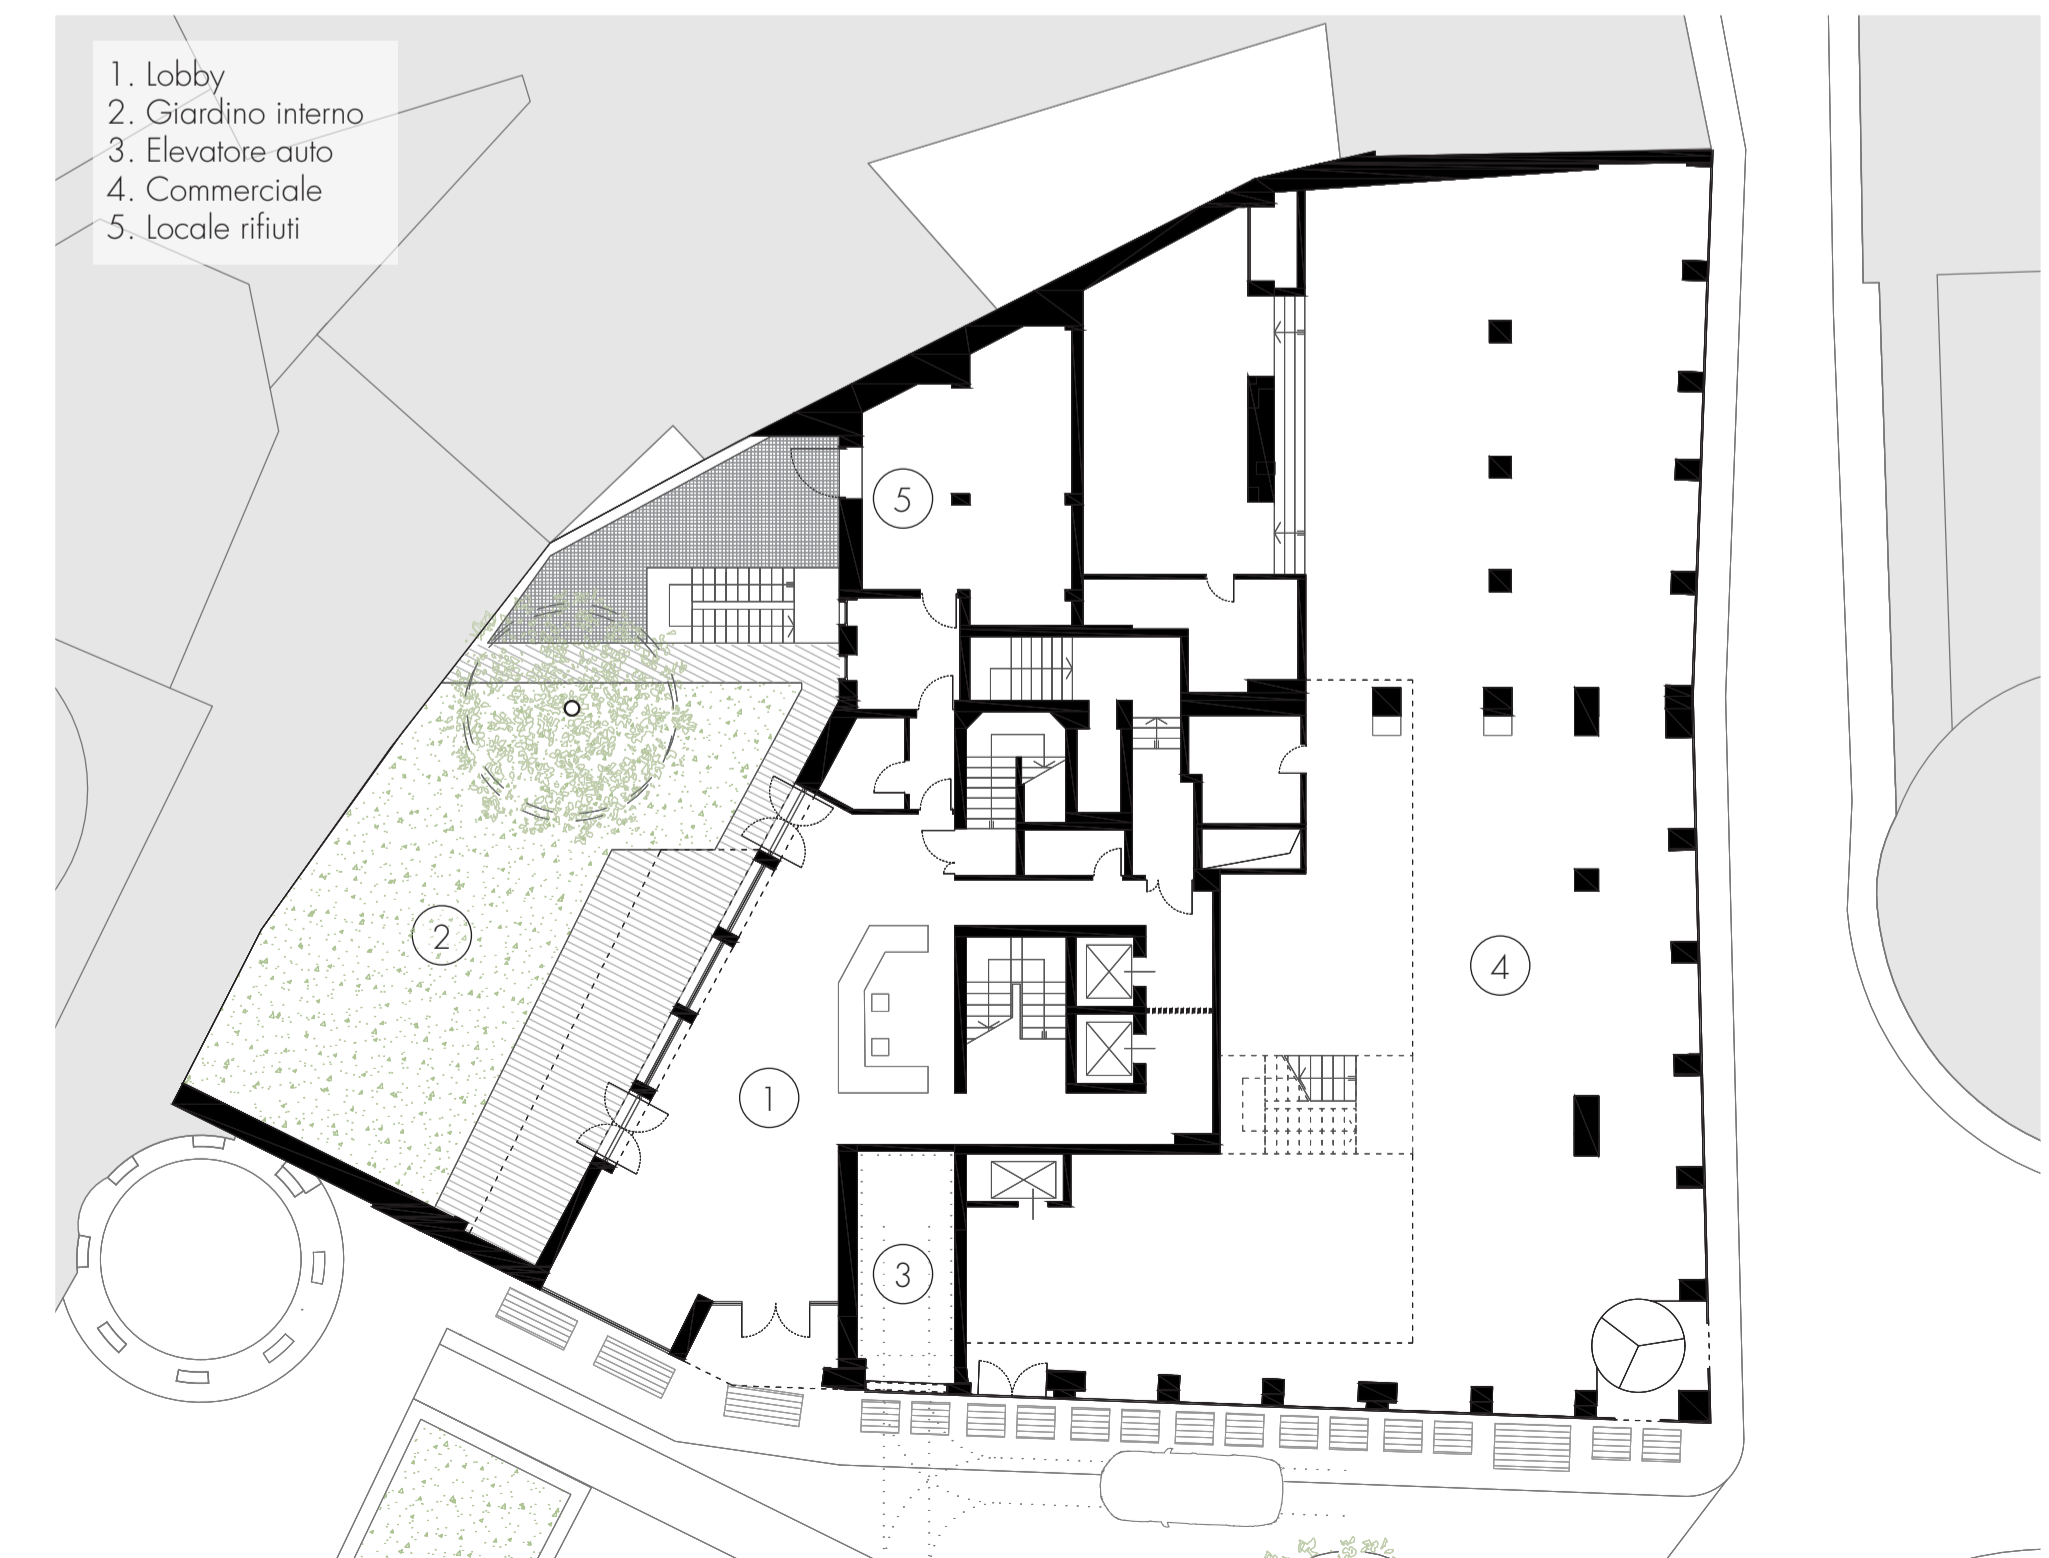 1. Lobby
2. Giardino interno
3. Elevatore auto
4. Commerciale
5. Locale rifiuti
5
2
4
1
3